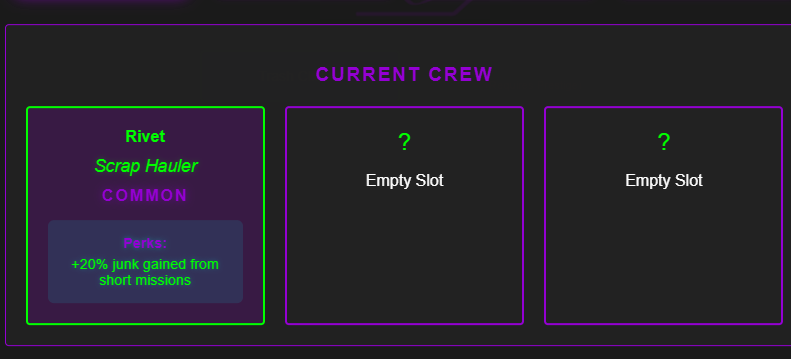 CURRENT CREW
Rivet
Scrap Hauler
COMMON
Perks:
+20% junk gained from
short missions
?
Empty Slot
?
Empty Slot